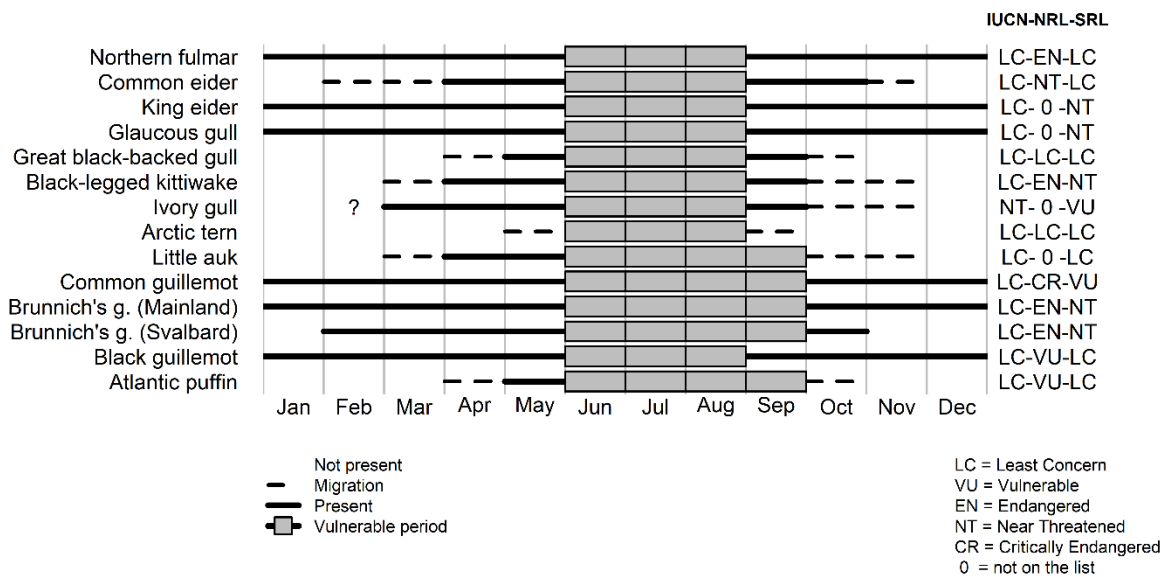 IUCN-NRL-SRL
Northern fulmar LC-EN-LC
Common eider LC-NT-LC
King eider LC- 0 -NT
Glaucous gull LC- 0 -NT
Great black-backed gull LC-LC-LC
Black-legged kittiwake LC-EN-NT
Ivory gull ? NT- 0 -VU
Arctic tern LC-LC-LC
Little auk LC- 0 -LC
Common guillemot LC-CR-VU
Brunnich's g. (Mainland) LC-EN-NT
Brunnich's g. (Svalbard) LC-EN-NT
Black guillemot LC-VU-LC
Atlantic puffin LC-VU-LC
Jan Feb Mar Apr May Jun Jul Aug Sep Oct Nov Dec
Not present
Migration
Present
Vulnerable period
LC = Least Concern
VU = Vulnerable
EN = Endangered
NT = Near Threatened
CR = Critically Endangered
0 = not on the list